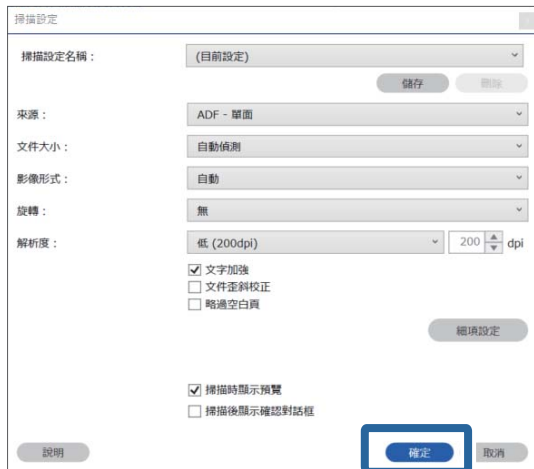 掃描設定
掃描設定名稱： (目前設定)
儲存 刪除
來源： ADF - 單面
文件大小： 自動偵測
影像形式： 自動
旋轉： 無
解析度： 低 (200dpi) 200 dpi
文字加強
文件歪斜校正
略過空白頁
細項設定
掃描時顯示預覽
掃描後顯示確認對話框
說明 確定 取消